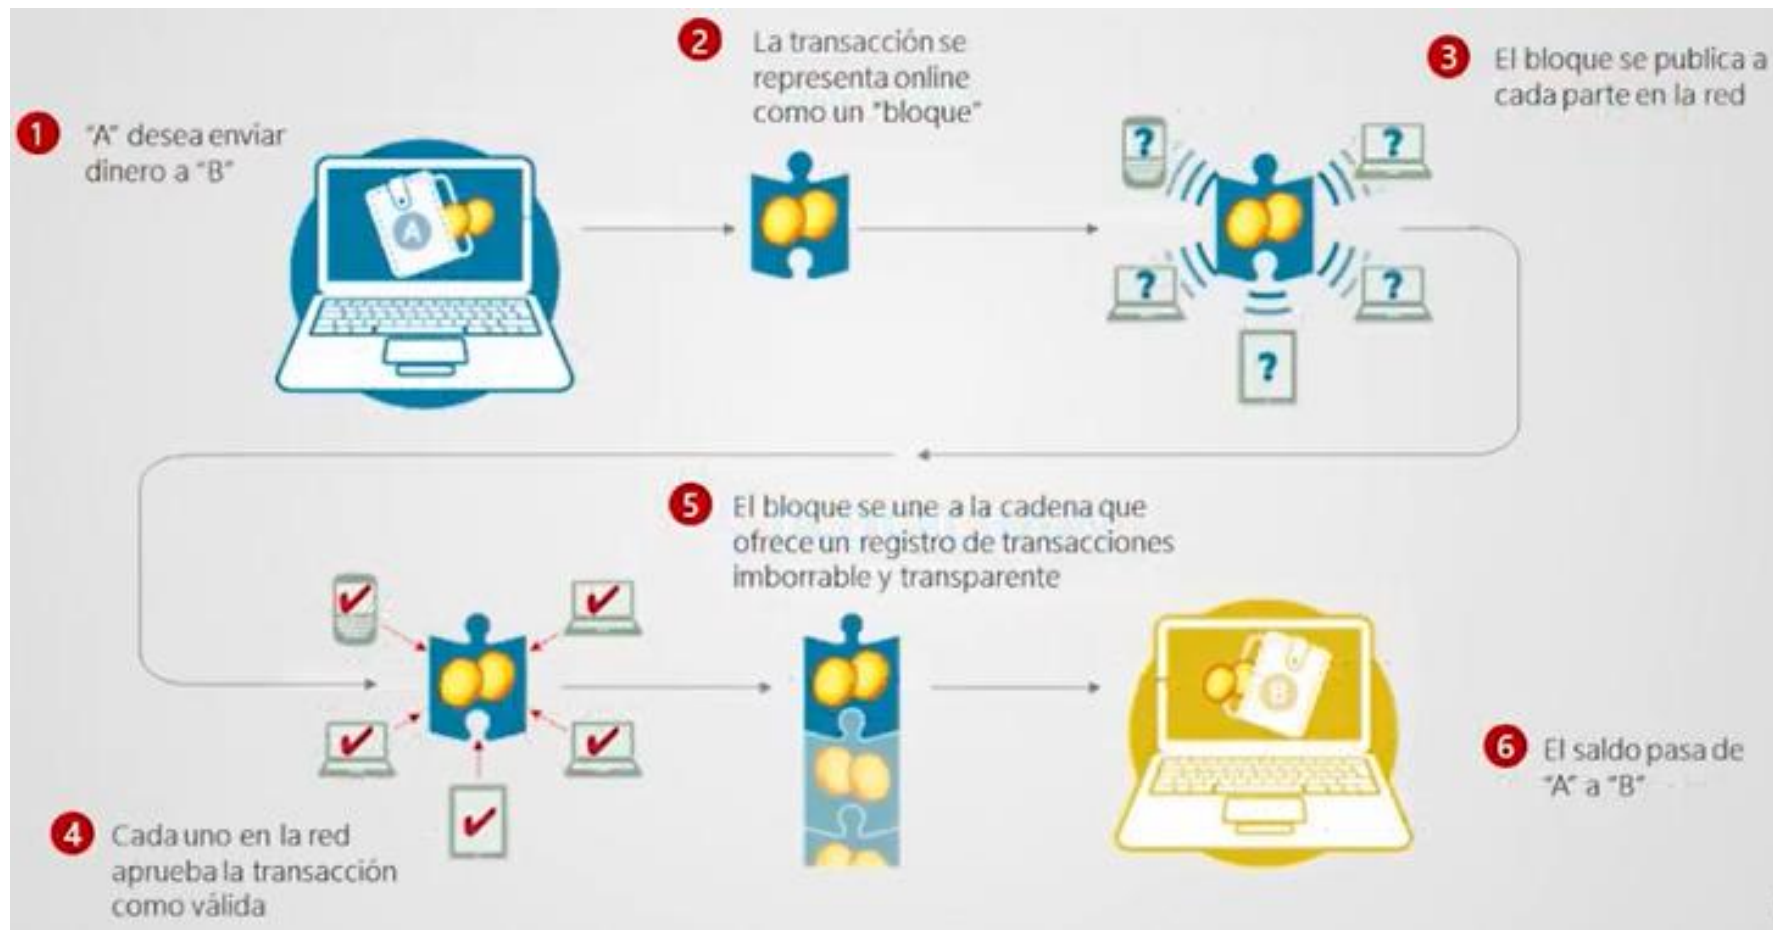 1
"A" desea enviar
dinero a "B"
A
2
La transacción se
representa online
como un "bloque"
3
El bloque se publica a
cada parte en la red
?
?
?
?
?
4
Cada uno en la red
aprueba la transacción
como válida
5
El bloque se une a la cadena que
ofrece un registro de transacciones
imborrable y transparente
B
6
El saldo pasa de
"A" a "B"